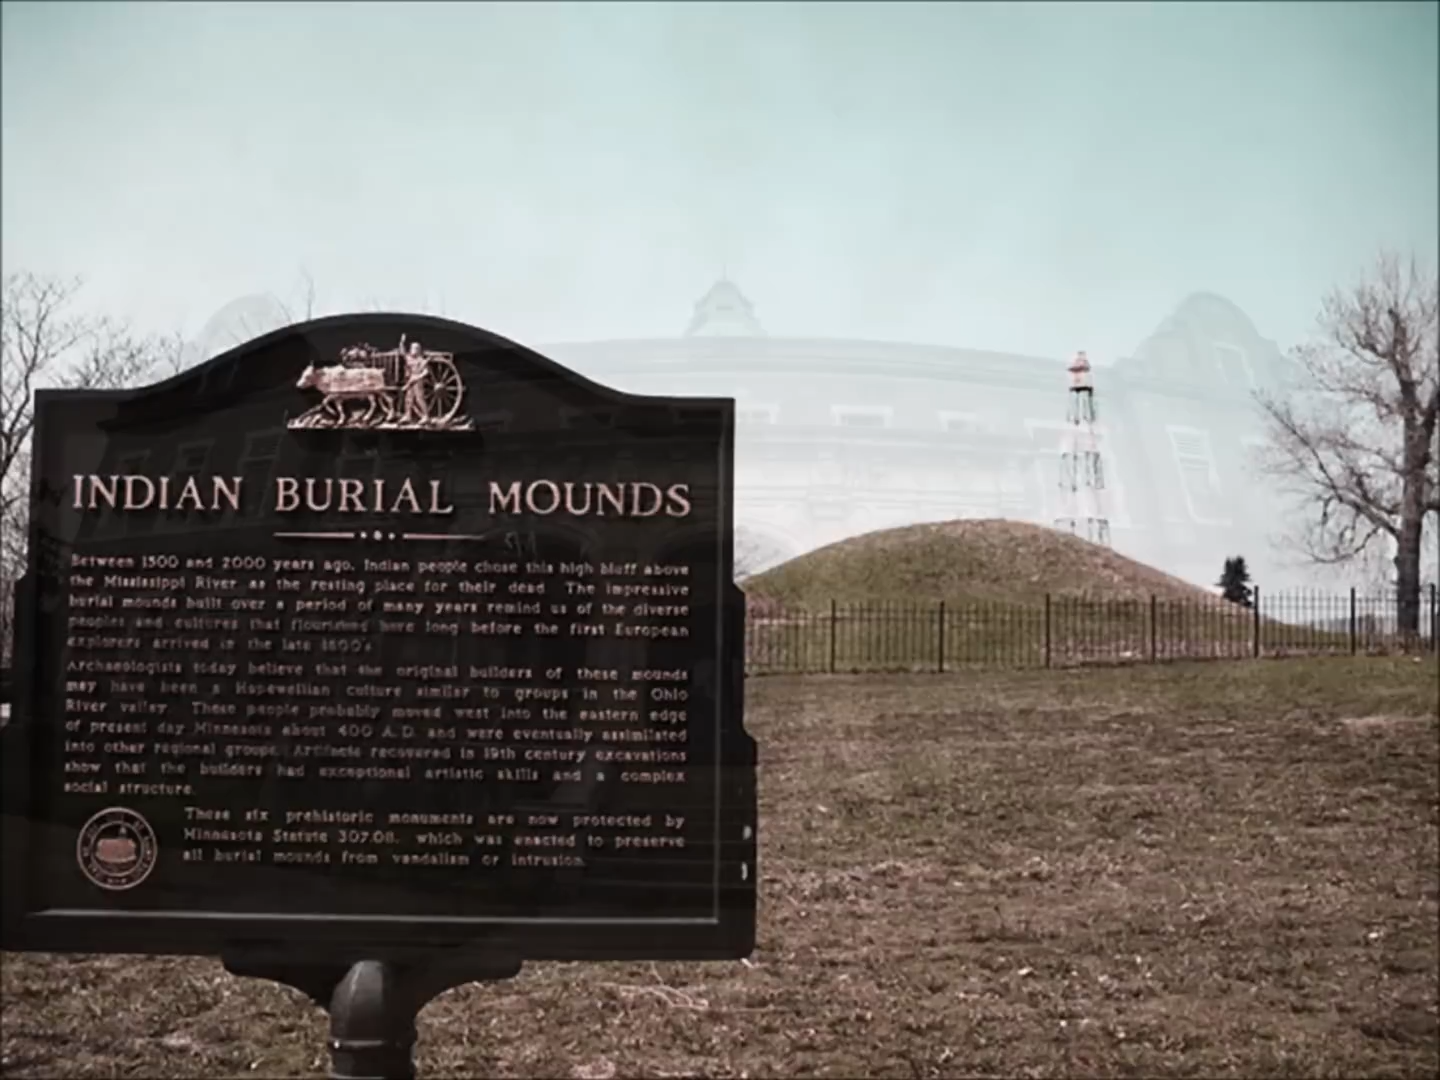 INDIAN BURIAL MOUNDS
Between 1500 and 2000 years ago, Indian people chose this high bluff above
the Mississippi River as the resting place for their dead. The impressive
burial mounds built over a period of many years remind us of the diverse
peoples and cultures that flourished here long before the first European
explorers arrived in the late 1600's.
Archaeologists today believe that the original builders of these mounds
may have been a Hopewellian culture similar to groups in the Ohio
River valley. These people probably moved west into the eastern edge
of present day Minnesota about 400 A.D. and were eventually assimilated
into other regional groups. Artifacts recovered in 19th century excavations
show that the builders had exceptional artistic skills and a complex
social structure.
These six prehistoric monuments are now protected by
Minnesota Statute 307.08, which was enacted to preserve
all burial mounds from vandalism or intrusion.